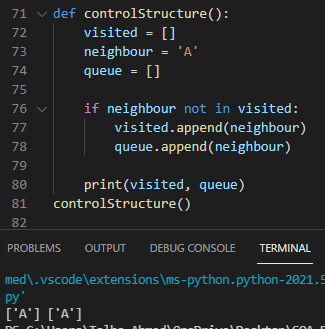 71 def controlStructure():
72     visited = []
73     neighbour = 'A'
74     queue = []
75
76     if neighbour not in visited:
77         visited.append(neighbour)
78         queue.append(neighbour)
79
80     print(visited, queue)
81 controlStructure()
82
PROBLEMS OUTPUT DEBUG CONSOLE TERMINAL
med\.vscode\extensions\ms-python.python-2021.5
py'
['A'] ['A']